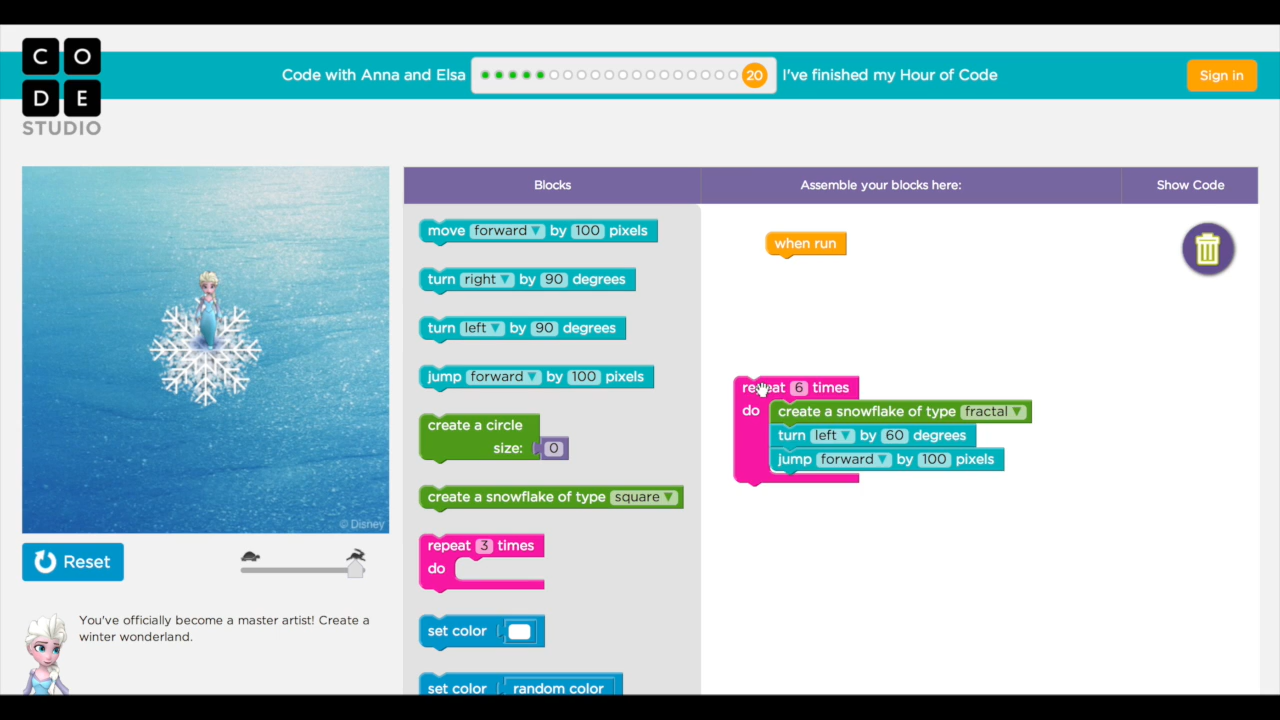 C O
D E
STUDIO
Code with Anna and Elsa
20
I've finished my Hour of Code
Sign in
Blocks
Assemble your blocks here:
Show Code
move forward by 100 pixels
turn right by 90 degrees
turn left by 90 degrees
jump forward by 100 pixels
create a circle
size: 0
create a snowflake of type square
repeat 3 times
do
set color
set color random color
when run
repeat 6 times
do create a snowflake of type fractal
turn left by 60 degrees
jump forward by 100 pixels
© Disney
Reset
You've officially become a master artist! Create a
winter wonderland.